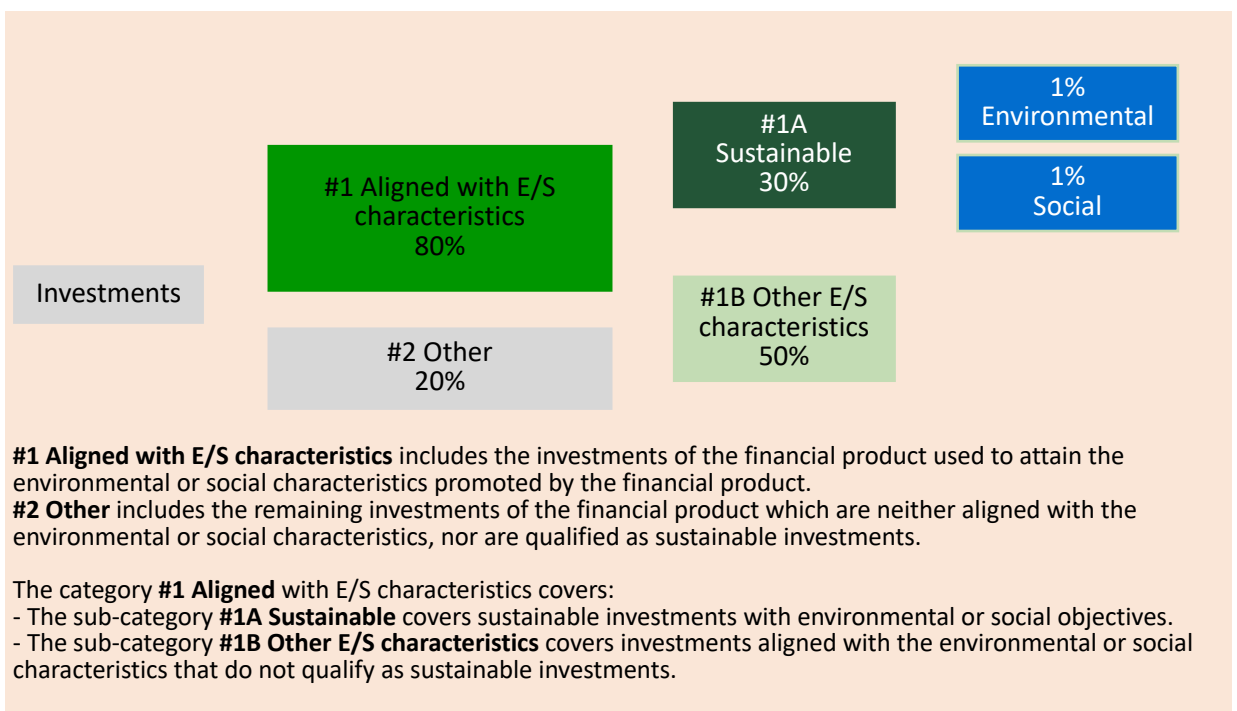 1%
Environmental
#1A
Sustainable
30%
1%
Social
#1 Aligned with E/S
characteristics
80%
Investments
#1B Other E/S
characteristics
50%
#2 Other
20%
#1 Aligned with E/S characteristics includes the investments of the financial product used to attain the
environmental or social characteristics promoted by the financial product.
#2 Other includes the remaining investments of the financial product which are neither aligned with the
environmental or social characteristics, nor are qualified as sustainable investments.
The category #1 Aligned with E/S characteristics covers:
- The sub-category #1A Sustainable covers sustainable investments with environmental or social objectives.
- The sub-category #1B Other E/S characteristics covers investments aligned with the environmental or social
characteristics that do not qualify as sustainable investments.